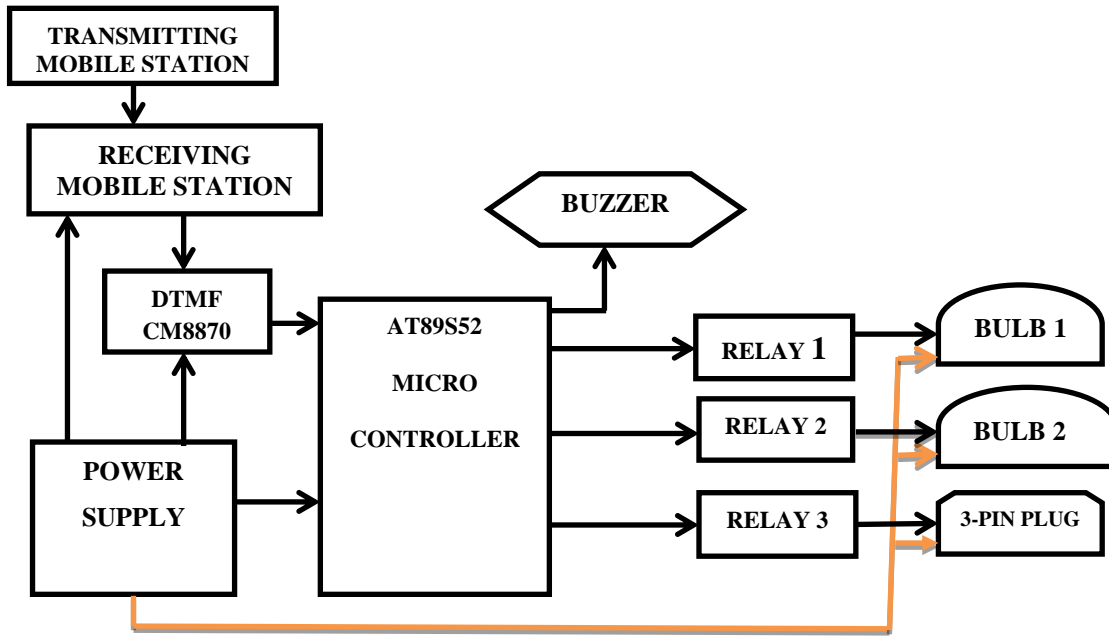 TRANSMITTING
MOBILE STATION
RECEIVING
MOBILE STATION
BUZZER
DTMF
CM8870
AT89S52
MICRO
CONTROLLER
RELAY 1
BULB 1
RELAY 2
BULB 2
POWER
SUPPLY
RELAY 3
3-PIN PLUG